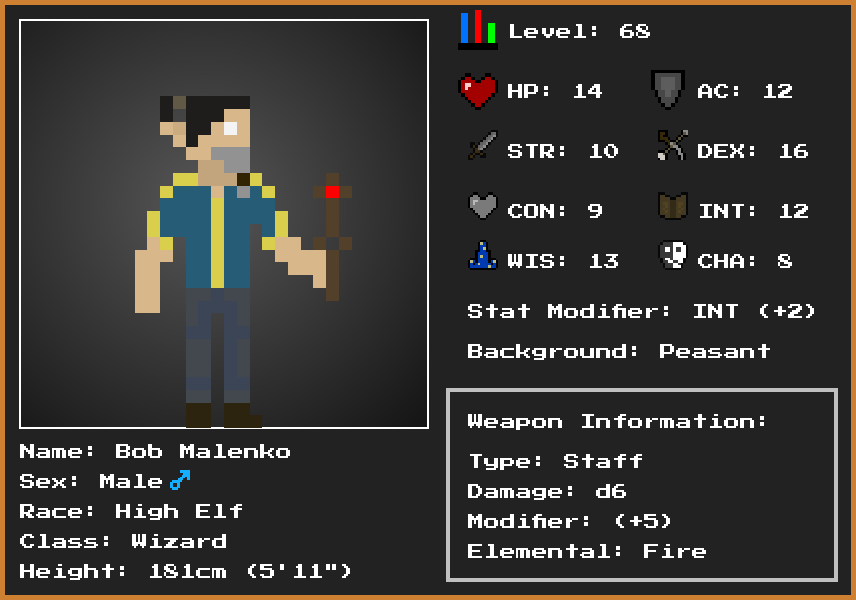 Level: 68
HP: 14 AC: 12
STR: 10 DEX: 16
CON: 9 INT: 12
WIS: 13 CHA: 8
Stat Modifier: INT (+2)
Background: Peasant
Weapon Information:
Type: Staff
Damage: d6
Modifier: (+5)
Elemental: Fire
Name: Bob Malenko
Sex: Male ♂
Race: High Elf
Class: Wizard
Height: 181cm (5'11")